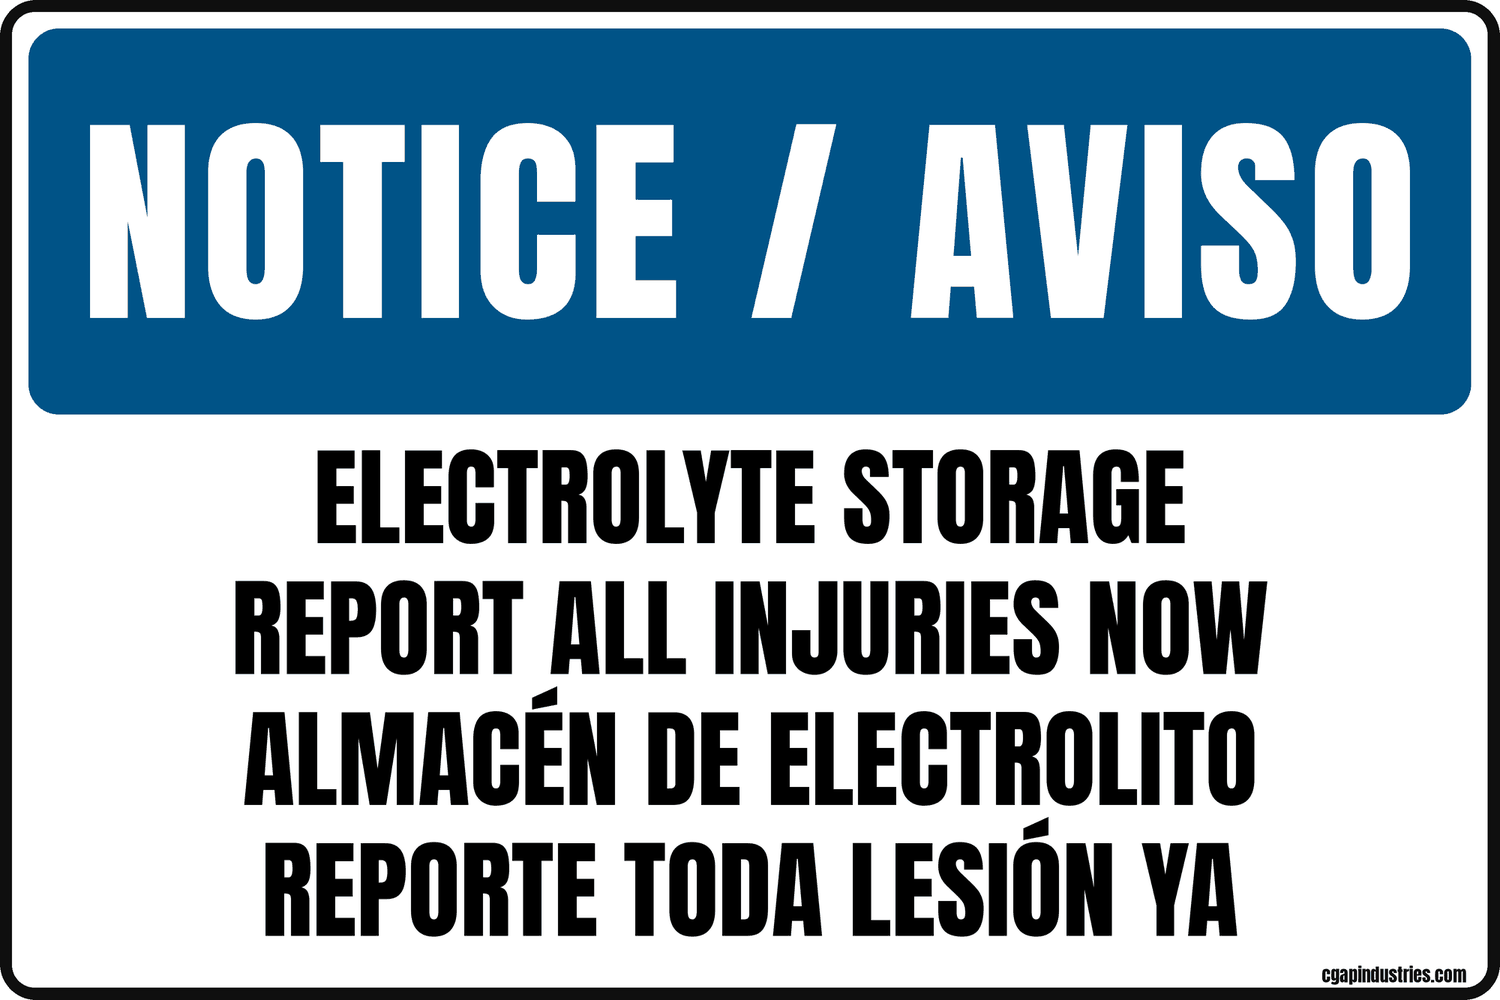 NOTICE / AVISO
ELECTROLYTE STORAGE
REPORT ALL INJURIES NOW
ALMACÉN DE ELECTROLITO
REPORTE TODA LESIÓN YA
cgapindustries.com